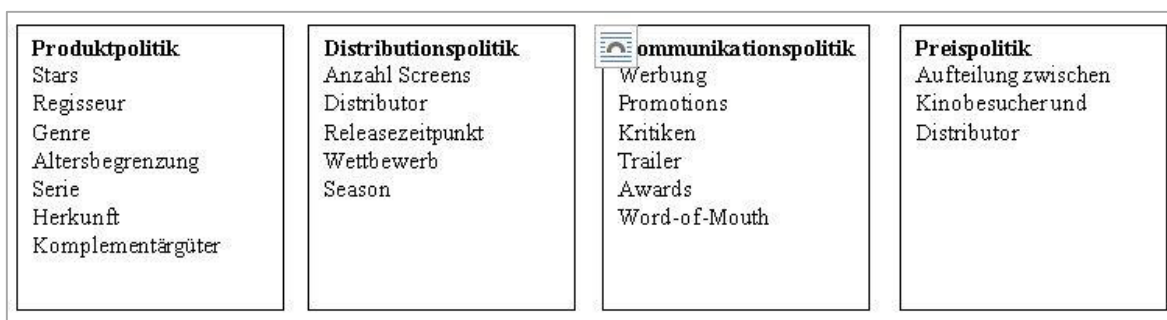 Produktpolitik
Stars
Regisseur
Genre
Altersbegrenzung
Serie
Herkunft
Komplementärgüter
Distributionspolitik
Anzahl Screens
Distributor
Releasezeitpunkt
Wettbewerb
Season
ommunikationspolitik
Werbung
Promotions
Kritiken
Trailer
Awards
Word-of-Mouth
Preispolitik
Aufteilung zwischen
Kinobesucher und
Distributor